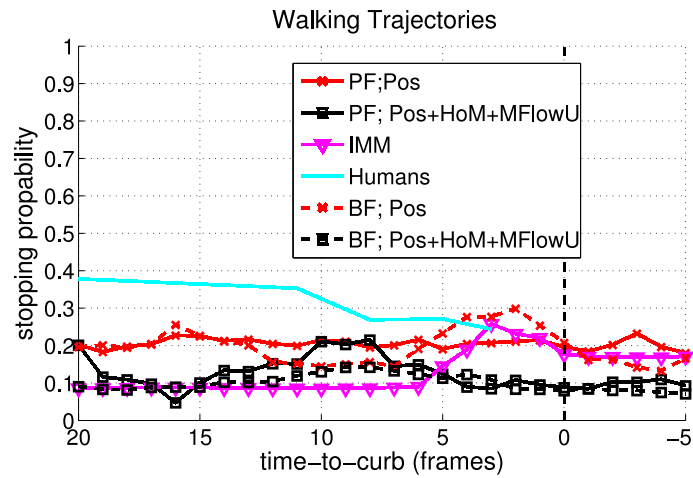 Walking Trajectories
1
0.9
0.8
0.7
0.6
0.5
0.4
0.3
0.2
0.1
0
stopping propability
PF;Pos
PF; Pos+HoM+MFlowU
IMM
Humans
BF; Pos
BF; Pos+HoM+MFlowU
20 15 10 5 0 −5
time−to−curb (frames)